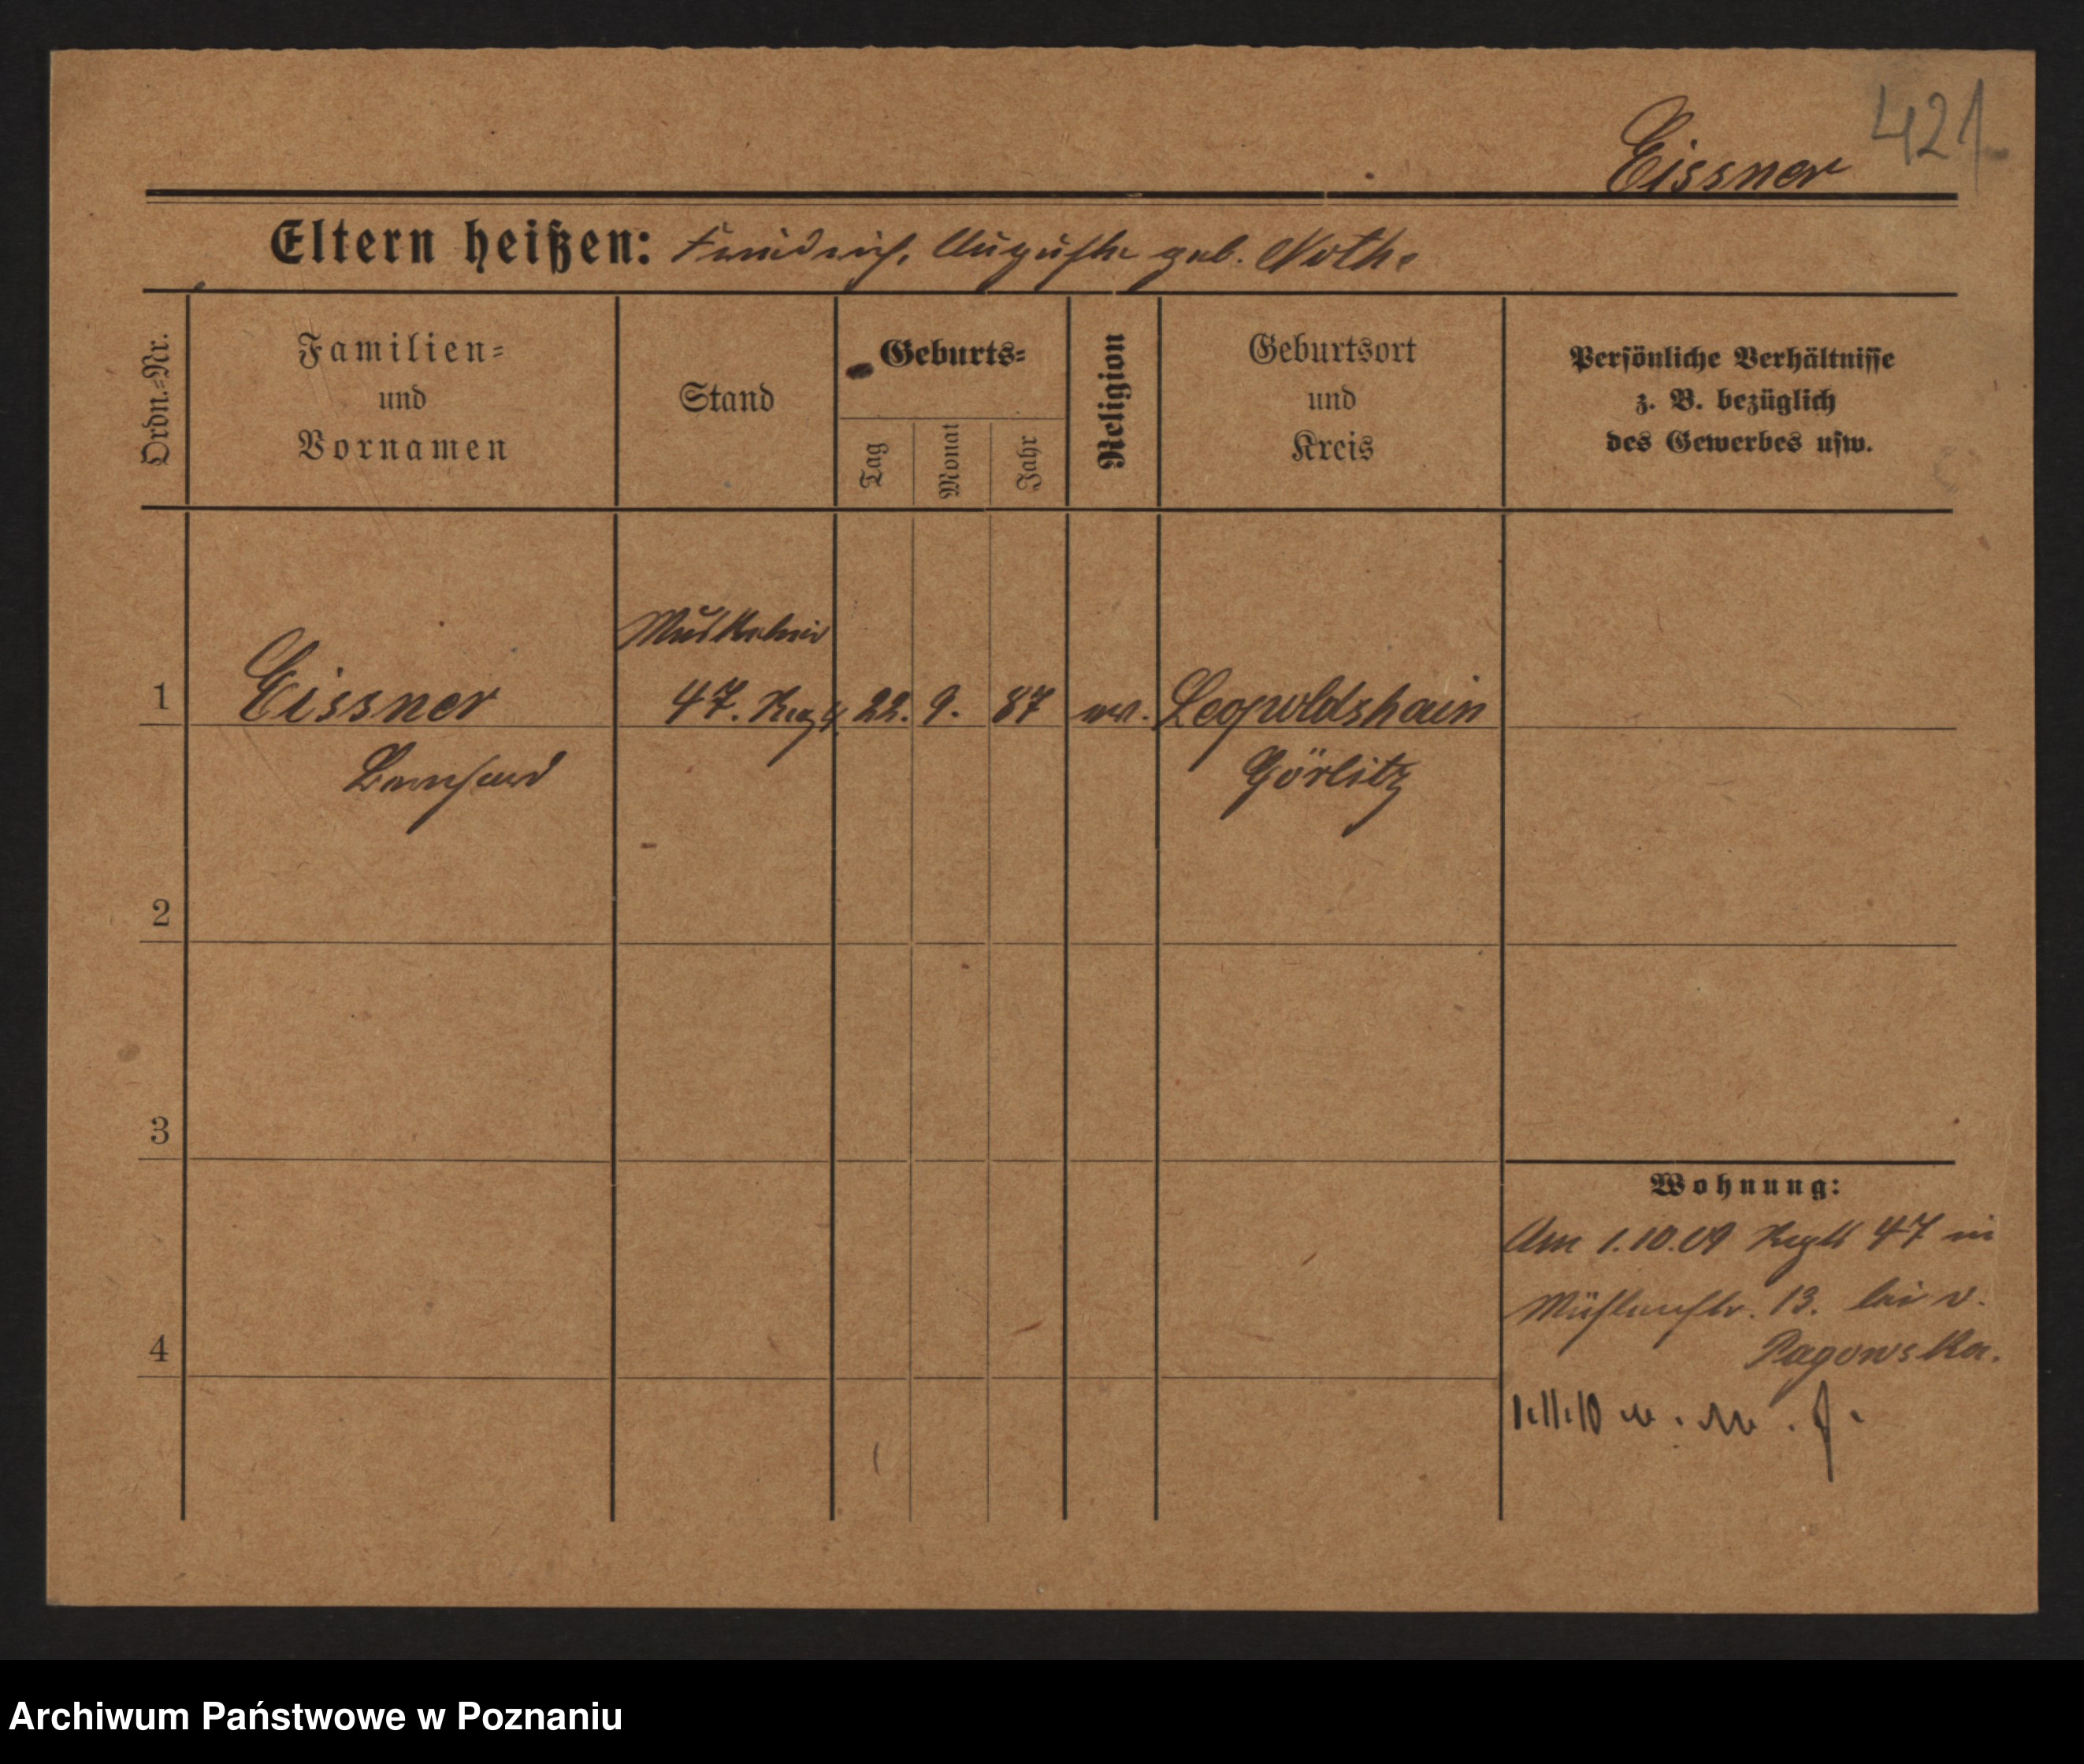 421
Eissner
Eltern heißen: Friedrich, Auguste geb. Nothe
Ordn.=Nr.
Familien=
und
Vornamen
Stand
Geburts=
Tag
Monat
Jahr
Religion
Geburtsort
und
Kreis
Persönliche Verhältnisse
z. B. bezüglich
des Gewerbes usw.
Musketier
1 Eissner 47. Regt. 22. 9. 87 ev. Leopoldshain
Bernhard Görlitz
2
3
4
Wohnung:
Am 1.10.09 Regts 47 in
Mühlenstr. 13. bei v.
Pagowska.
1.11.10
Archiwum Państwowe w Poznaniu